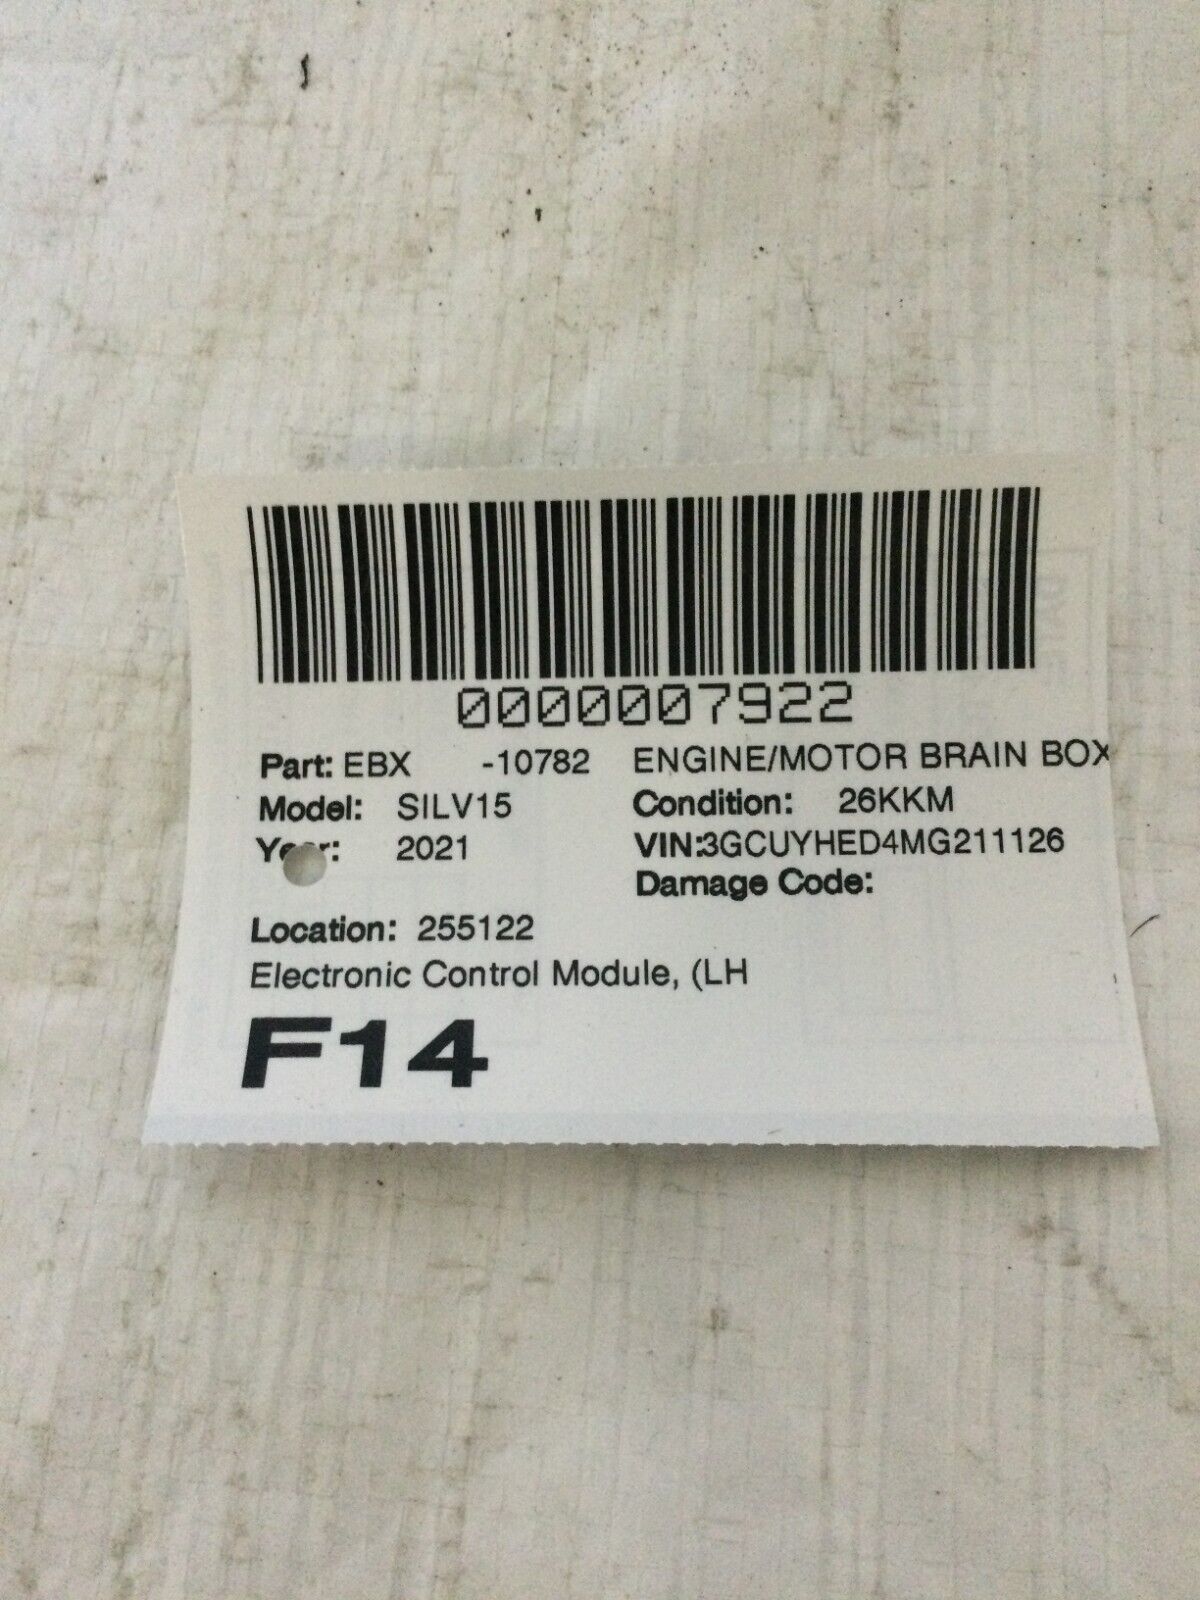 0000007922
Part: EBX -10782 ENGINE/MOTOR BRAIN BOX
Model: SILV15 Condition: 26KKM
Year: 2021 VIN:3GCUYHED4MG211126
Damage Code:
Location: 255122
Electronic Control Module, (LH
F14